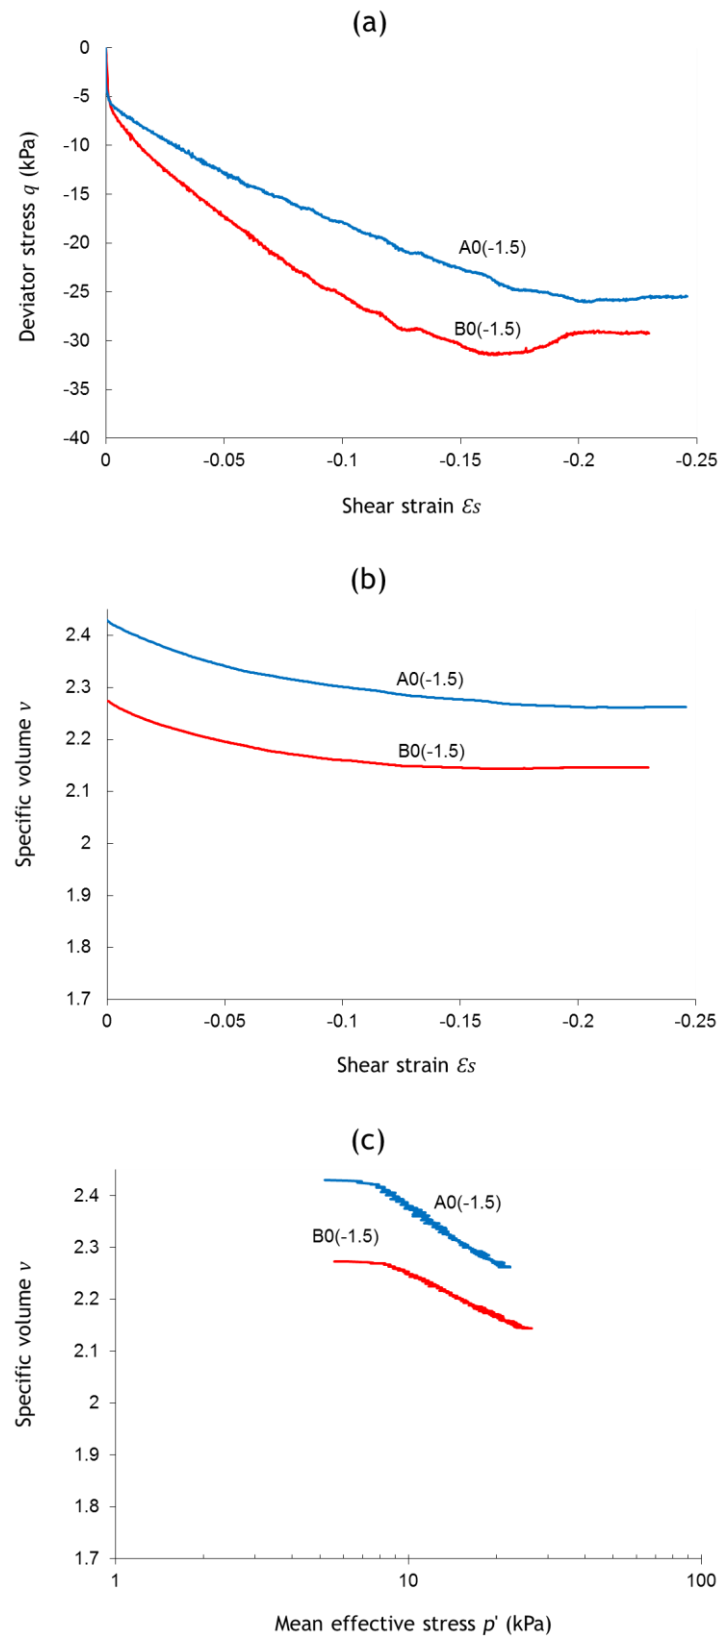 (a)
0
-5
-10
-15
-20
-25
-30
-35
-40
Deviator stress q (kPa)
A0(-1.5)
B0(-1.5)
0 -0.05 -0.1 -0.15 -0.2 -0.25
Shear strain Ɛs
(b)
2.4
2.3
2.2
2.1
2
1.9
1.8
1.7
Specific volume v
A0(-1.5)
B0(-1.5)
0 -0.05 -0.1 -0.15 -0.2 -0.25
Shear strain Ɛs
(c)
2.4
2.3
2.2
2.1
2
1.9
1.8
1.7
Specific volume v
A0(-1.5)
B0(-1.5)
1 10 100
Mean effective stress p' (kPa)